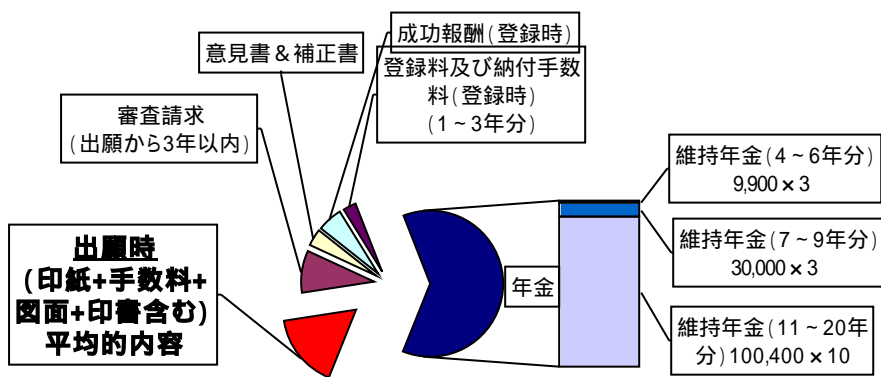 成功報酬(登録時)
意見書＆補正書
登録料及び納付手数
料(登録時)
(1~3年分)
審査請求
(出願から3年以内)
出願時
(印紙+手数料+
図面+印書含む)
平均的内容
年金
維持年金(4~6年分)
9,900×3
維持年金(7~9年分)
30,000×3
維持年金(11~20年
分)100,400×10